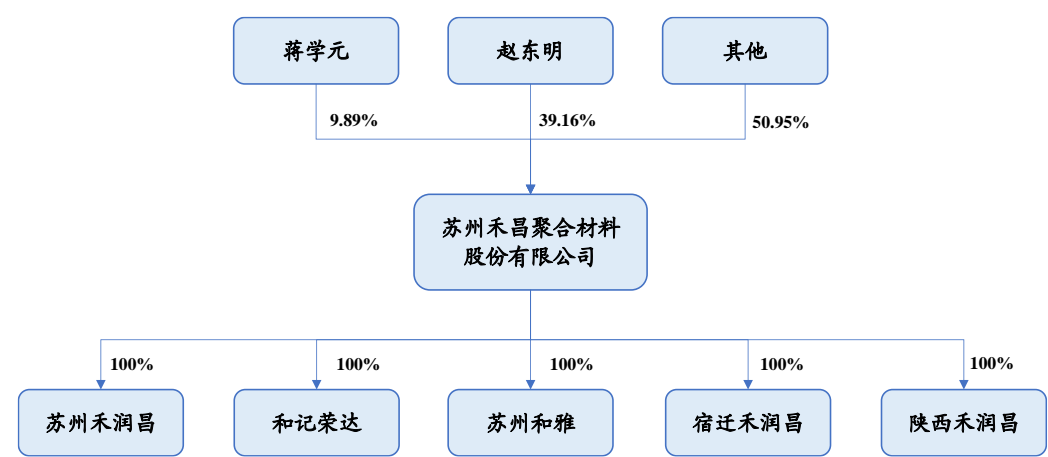 蒋学元
赵东明
其他
9.89%
39.16%
50.95%
苏州禾昌聚合材料
股份有限公司
100%
100%
100%
100%
100%
苏州禾润昌
和记荣达
苏州和雅
宿迁禾润昌
陕西禾润昌